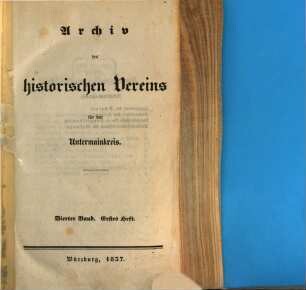 Archiv
des
historischen Vereins
für den
Untermainkreis.
Vierter Band. Erstes Heft.
Würzburg, 1837.